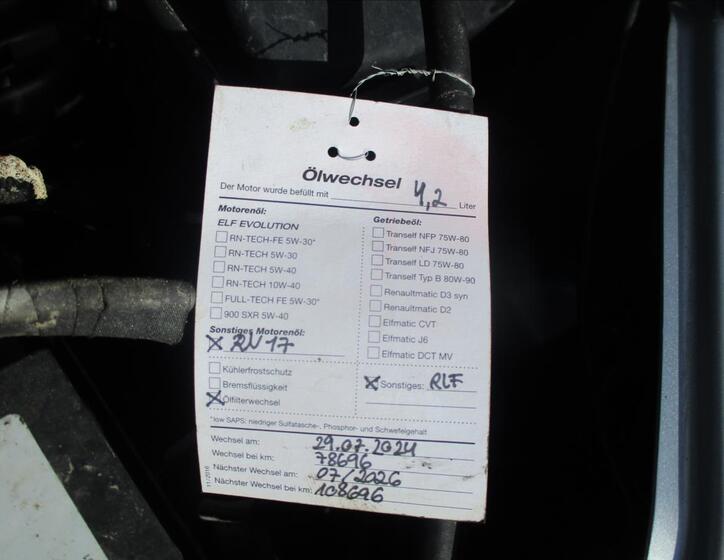 Ölwechsel
Der Motor wurde befüllt mit 4,2 Liter
Motorenöl:
ELF EVOLUTION
RN-TECH-FE 5W-30*
RN-TECH 5W-30
RN-TECH 5W-40
RN-TECH 10W-40
FULL-TECH FE 5W-30*
900 SXR 5W-40
Sonstiges Motorenöl:
X RN 17
Kühlerfrostschutz
Bremsflüssigkeit
X Ölfilterwechsel
Getriebeöl:
Tranself NFP 75W-80
Tranself NFJ 75W-80
Tranself LD 75W-80
Tranself Typ B 80W-90
Renaultmatic D3 syn
Renaultmatic D2
Elfmatic CVT
Elfmatic J6
Elfmatic DCT MV
X Sonstiges: RLF
*low SAPS: niedriger Sulfatasche-, Phosphor- und Schwefelgehalt
Wechsel am: 29.07.2024
Wechsel bei km: 78696
Nächster Wechsel am: 07/2026
Nächster Wechsel bei km: 108696
11/2016